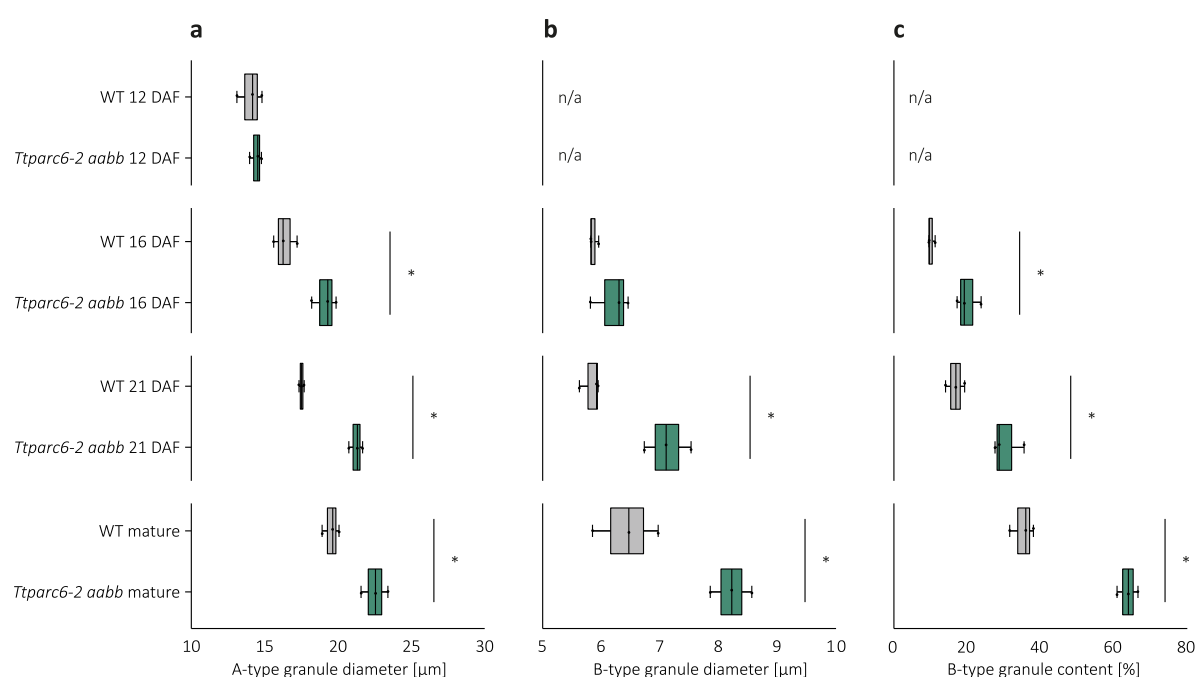 a b c
WT 12 DAF n/a n/a
Ttparc6-2 aabb 12 DAF n/a n/a
WT 16 DAF
* *
Ttparc6-2 aabb 16 DAF
WT 21 DAF
* * *
Ttparc6-2 aabb 21 DAF
WT mature
* * *
Ttparc6-2 aabb mature
10 15 20 25 30 5 6 7 8 9 10 0 20 40 60 80
A-type granule diameter [µm] B-type granule diameter [µm] B-type granule content [%]